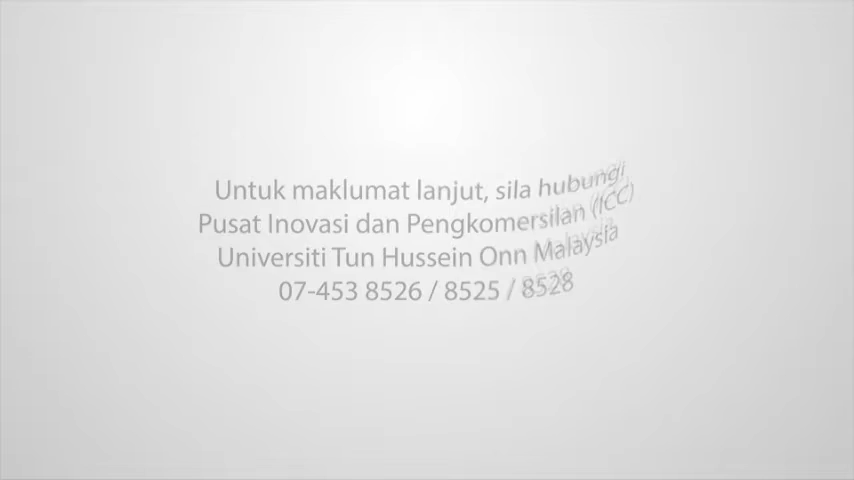 Untuk maklumat lanjut, sila hubungi
Pusat Inovasi dan Pengkomersilan (ICC)
Universiti Tun Hussein Onn Malaysia
07-453 8526 / 8525 / 8528